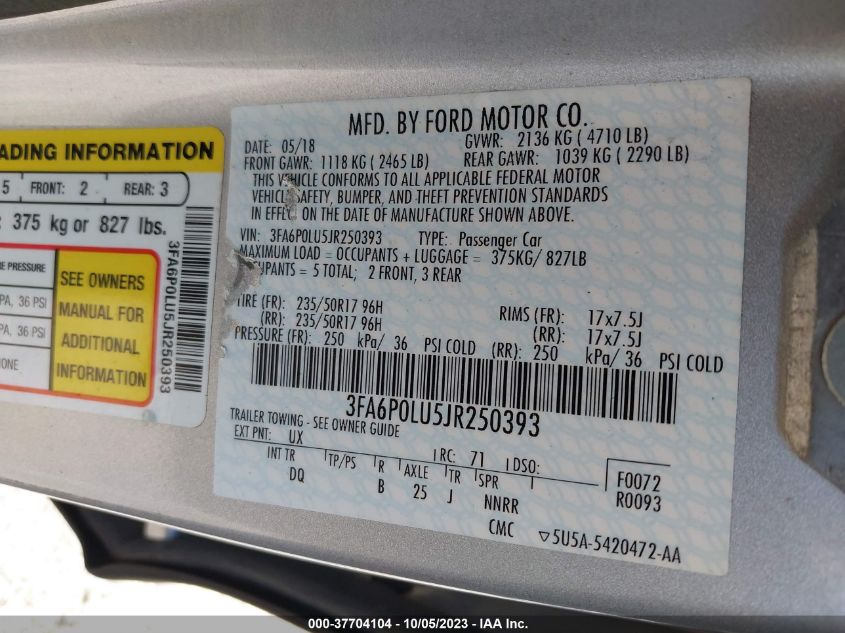 ADING INFORMATION
5 FRONT: 2 REAR: 3
375 kg or 827 lbs.
RE PRESSURE
PA, 36 PSI
PA, 36 PSI
ONE
SEE OWNERS
MANUAL FOR
ADDITIONAL
INFORMATION
3FA6P0LU5JR250393
MFD. BY FORD MOTOR CO.
DATE: 05/18 GVWR: 2136 KG ( 4710 LB)
FRONT GAWR: 1118 KG ( 2465 LB) REAR GAWR: 1039 KG ( 2290 LB)
THIS VEHICLE CONFORMS TO ALL APPLICABLE FEDERAL MOTOR
VEHICLE SAFETY, BUMPER, AND THEFT PREVENTION STANDARDS
IN EFFECT ON THE DATE OF MANUFACTURE SHOWN ABOVE.
VIN: 3FA6P0LU5JR250393 TYPE: Passenger Car
MAXIMUM LOAD = OCCUPANTS + LUGGAGE = 375KG/ 827LB
CUPANTS = 5 TOTAL; 2 FRONT, 3 REAR
TIRE (FR): 235/50R17 96H RIMS (FR): 17x7.5J
(RR): 235/50R17 96H (RR): 17x7.5J
PRESSURE (FR): 250 kPa/ 36 PSI COLD (RR): 250 kPa/ 36 PSI COLD
3FA6P0LU5JR250393
TRAILER TOWING - SEE OWNER GUIDE
EXT PNT: UX RC: 71 DSO:
INT TR TP/PS R AXLE TR SPR
DQ B 25 J NNRR
F0072
R0093
CMC ▽5U5A-5420472-AA
000-37704104 - 10/05/2023 - IAA Inc.